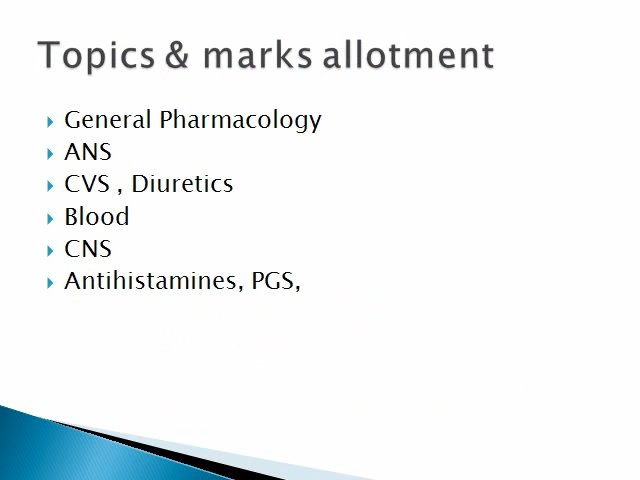 Topics & marks allotment
General Pharmacology
ANS
CVS , Diuretics
Blood
CNS
Antihistamines, PGS,